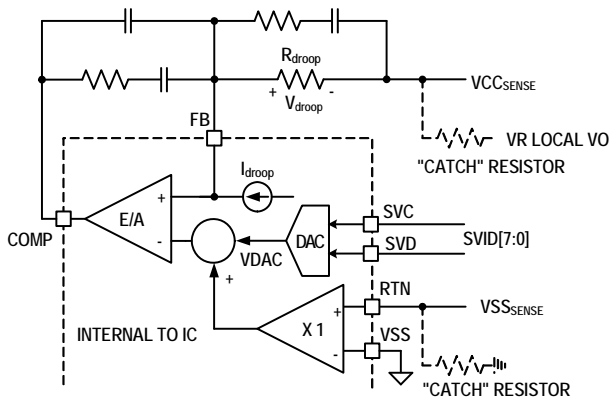 Rdroop
+ -
Vdroop
VCCSENSE
FB
VR LOCAL VO
"CATCH" RESISTOR
Idroop
+
E/A
-
COMP
DAC
SVC
SVD
SVID[7:0]
VDAC
+
RTN
+
VSSSENSE
INTERNAL TO IC
X 1
VSS
-
"CATCH" RESISTOR